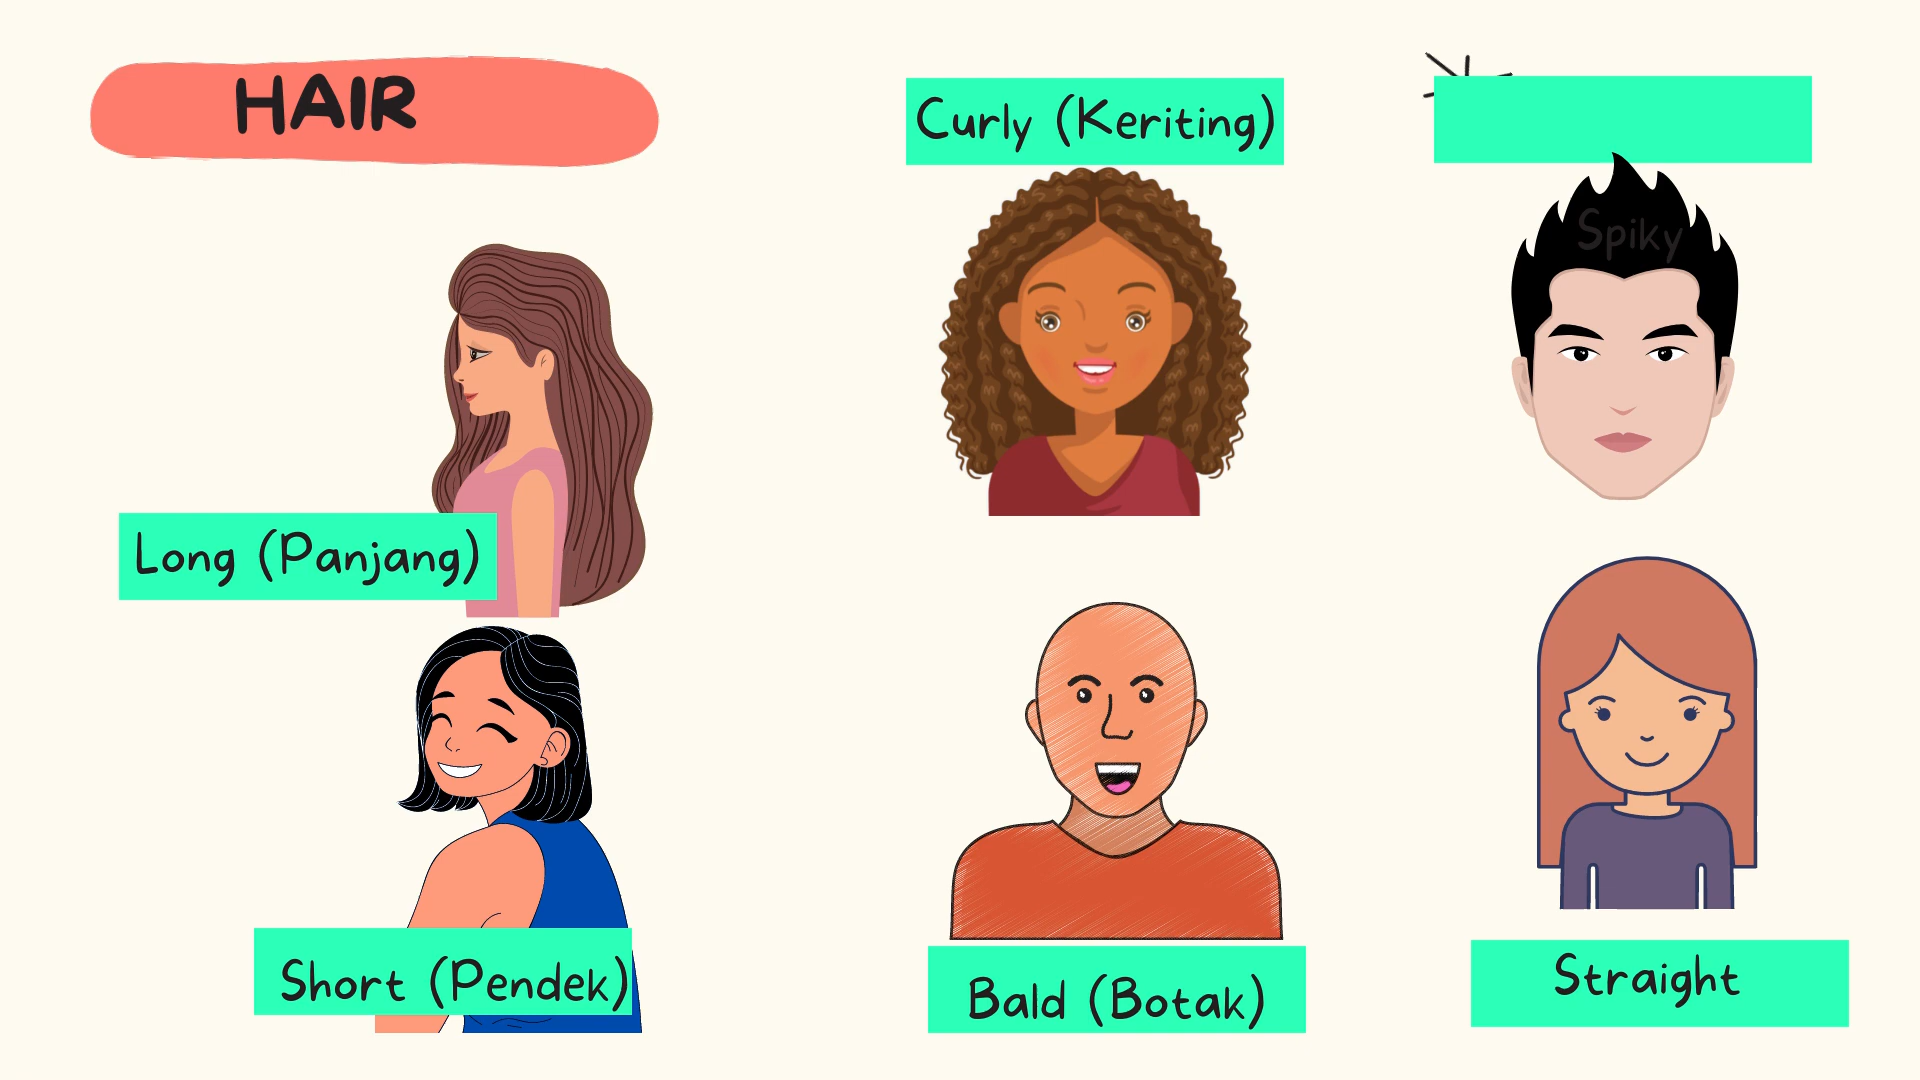 HAIR
Curly (Keriting)
Spiky
Long (Panjang)
Short (Pendek)
Bald (Botak)
Straight